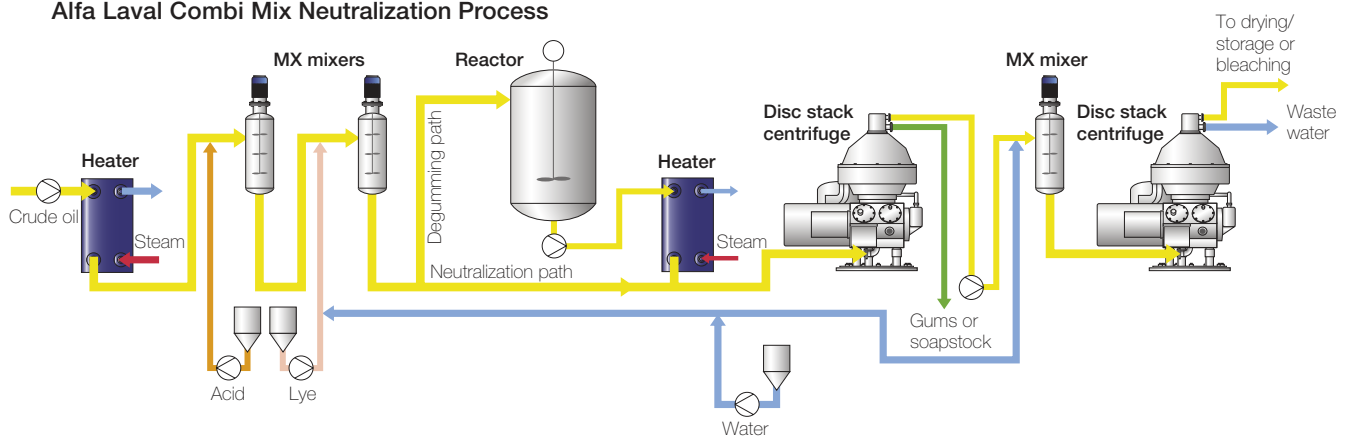 Alfa Laval Combi Mix Neutralization Process
To drying/
storage or
bleaching
MX mixers
Reactor
MX mixer
Disc stack
centrifuge
Disc stack
centrifuge
Waste
water
Heater
Degumming path
Heater
Crude oil
Steam
Steam
Neutralization path
Gums or
soapstock
Acid
Lye
Water